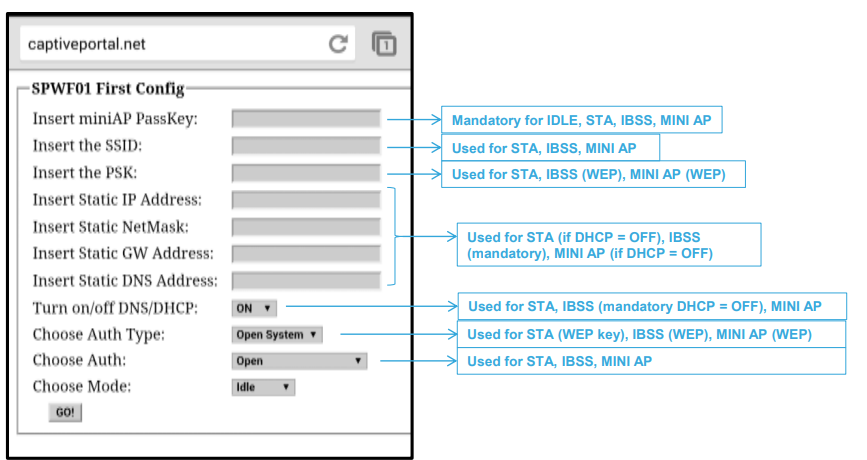 captiveportal.net
1
SPWF01 First Config
Insert miniAP PassKey:
Mandatory for IDLE, STA, IBSS, MINI AP
Insert the SSID:
Used for STA, IBSS, MINI AP
Insert the PSK:
Used for STA, IBSS (WEP), MINI AP (WEP)
Insert Static IP Address:
Insert Static NetMask:
Insert Static GW Address:
Insert Static DNS Address:
Used for STA (if DHCP = OFF), IBSS
(mandatory), MINI AP (if DHCP = OFF)
Turn on/off DNS/DHCP:
ON
Used for STA, IBSS (mandatory DHCP = OFF), MINI AP
Choose Auth Type:
Open System
Used for STA (WEP key), IBSS (WEP), MINI AP (WEP)
Choose Auth:
Open
Used for STA, IBSS, MINI AP
Choose Mode:
Idle
GO!